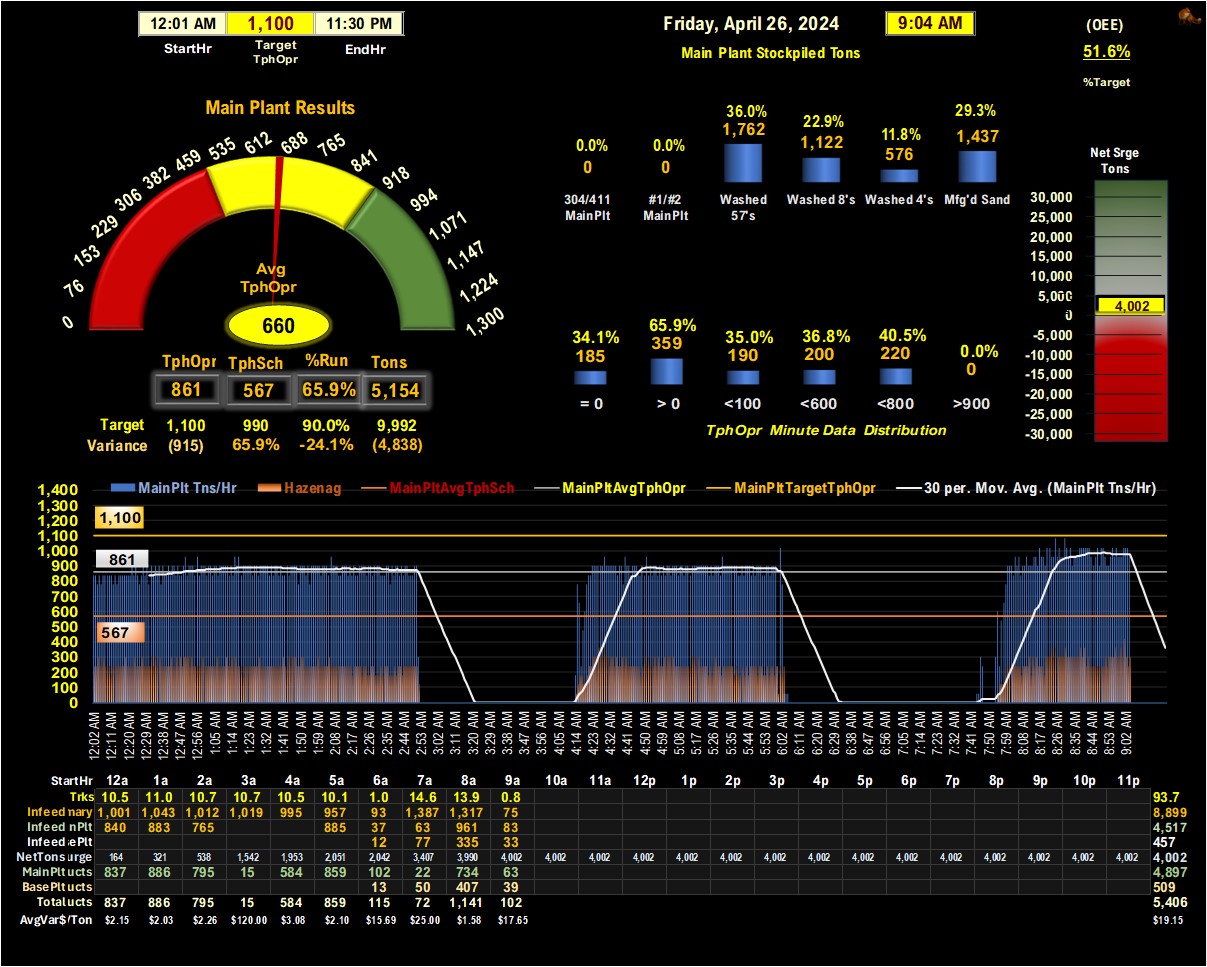 12:01 AM 1,100 11:30 PM
StartHr Target TphOpr EndHr
Friday, April 26, 2024 9:04 AM
Main Plant Stockpiled Tons
(OEE)
51.6%
%Target
Main Plant Results
0 76 153 229 306 382 459 535 612 688 765 841 918 994 1,071 1,147 1,224 1,300
Avg
TphOpr
660
TphOpr TphSch %Run Tons
861 567 65.9% 5,154
Target 1,100 990 90.0% 9,992
Variance (915) 65.9% -24.1% (4,838)
0.0% 0.0% 36.0% 22.9% 11.8% 29.3%
0 0 1,762 1,122 576 1,437
304/411 MainPlt #1/#2 MainPlt Washed 57's Washed 8's Washed 4's Mfg'd Sand
34.1% 65.9% 35.0% 36.8% 40.5% 0.0%
185 359 190 200 220 0
= 0 > 0 <100 <600 <800 >900
TphOpr Minute Data Distribution
Net Srge
Tons
30,000
25,000
20,000
15,000
10,000
5,000
4,002
0
-5,000
-10,000
-15,000
-20,000
-25,000
-30,000
MainPlt Tns/Hr Hazenag MainPltAvgTphSch MainPltAvgTphOpr MainPltTargetTphOpr 30 per. Mov. Avg. (MainPlt Tns/Hr)
1,400
1,300
1,200
1,100
1,000
900
800
700
600
500
400
300
200
100
0
1,100
861
567
12:02 AM 12:11 AM 12:20 AM 12:29 AM 12:38 AM 12:47 AM 12:56 AM 1:05 AM 1:14 AM 1:23 AM 1:32 AM 1:41 AM 1:50 AM 1:59 AM 2:08 AM 2:17 AM 2:26 AM 2:35 AM 2:44 AM 2:53 AM 3:02 AM 3:11 AM 3:20 AM 3:29 AM 3:38 AM 3:47 AM 3:56 AM 4:05 AM 4:14 AM 4:23 AM 4:32 AM 4:41 AM 4:50 AM 4:59 AM 5:08 AM 5:17 AM 5:26 AM 5:35 AM 5:44 AM 5:53 AM 6:02 AM 6:11 AM 6:20 AM 6:29 AM 6:38 AM 6:47 AM 6:56 AM 7:05 AM 7:14 AM 7:23 AM 7:32 AM 7:41 AM 7:50 AM 7:59 AM 8:08 AM 8:17 AM 8:26 AM 8:35 AM 8:44 AM 8:53 AM 9:02 AM
StartHr 12a 1a 2a 3a 4a 5a 6a 7a 8a 9a 10a 11a 12p 1p 2p 3p 4p 5p 6p 7p 8p 9p 10p 11p
Trks 10.5 11.0 10.7 10.7 10.5 10.1 1.0 14.6 13.9 0.8 93.7
Infeed mary 1,001 1,043 1,012 1,019 995 957 93 1,387 1,317 75 8,899
Infeed nPlt 840 883 765 885 37 63 961 83 4,517
Infeed ePlt 12 77 335 33 457
NetTons urge 164 321 538 1,542 1,953 2,051 2,042 3,407 3,990 4,002 4,002 4,002 4,002 4,002 4,002 4,002 4,002 4,002 4,002 4,002 4,002 4,002 4,002 4,002 4,002
MainPlt ucts 837 886 795 15 584 859 102 22 734 63 4,897
BasePlt ucts 13 50 407 39 509
Total ucts 837 886 795 15 584 859 115 72 1,141 102 5,406
AvgVar$/Ton $2.15 $2.03 $2.26 $120.00 $3.08 $2.10 $15.69 $25.00 $1.58 $17.65 $19.15